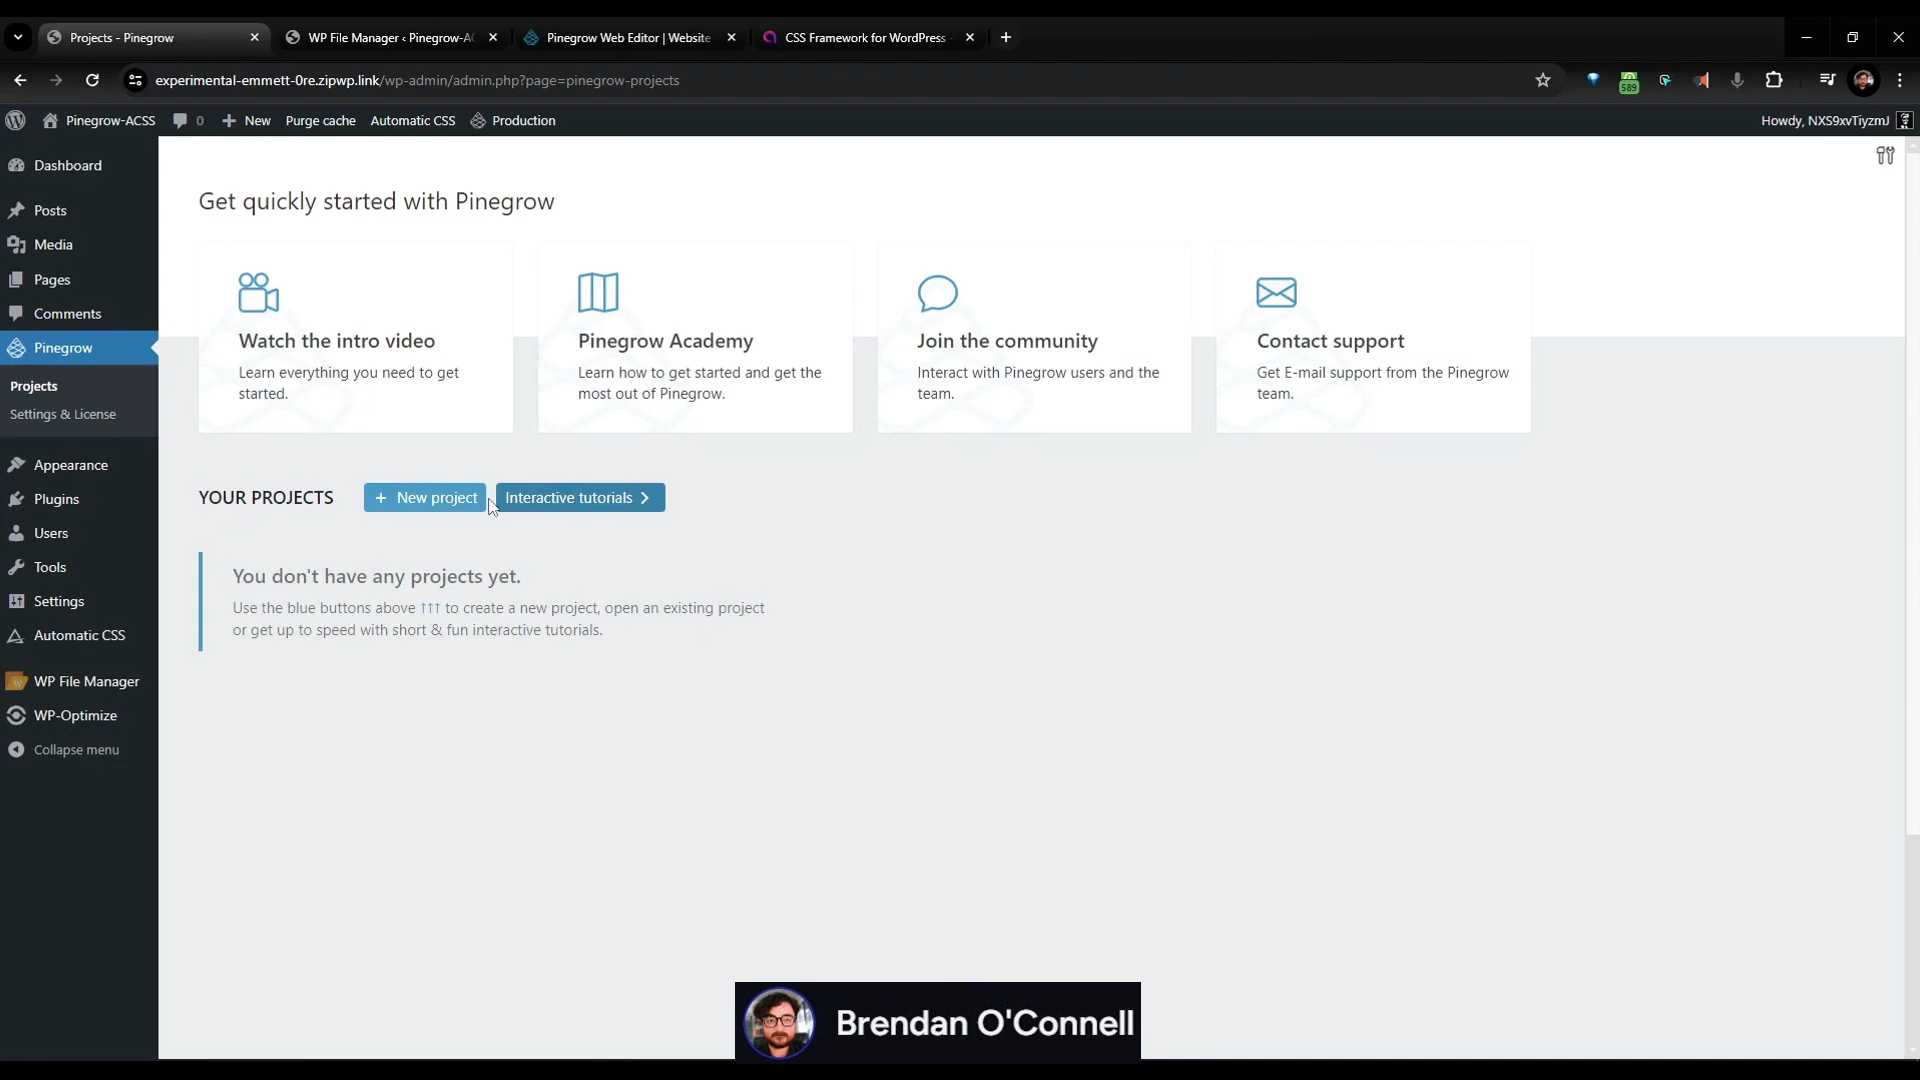 Projects - Pinegrow
WP File Manager ‹ Pinegrow-AC
Pinegrow Web Editor | Website
CSS Framework for WordPress -
experimental-emmett-0re.zipwp.link/wp-admin/admin.php?page=pinegrow-projects
589
Pinegrow-ACSS
0
New
Purge cache
Automatic CSS
Production
Howdy, NXS9xvTiyzmJ
Dashboard
Posts
Media
Pages
Comments
Pinegrow
Projects
Settings & License
Appearance
Plugins
Users
Tools
Settings
Automatic CSS
WP File Manager
WP-Optimize
Collapse menu
Get quickly started with Pinegrow
Watch the intro video
Learn everything you need to get
started.
Pinegrow Academy
Learn how to get started and get the
most out of Pinegrow.
Join the community
Interact with Pinegrow users and the
team.
Contact support
Get E-mail support from the Pinegrow
team.
YOUR PROJECTS
+ New project
Interactive tutorials
You don't have any projects yet.
Use the blue buttons above ↑↑↑ to create a new project, open an existing project
or get up to speed with short & fun interactive tutorials.
Brendan O'Connell